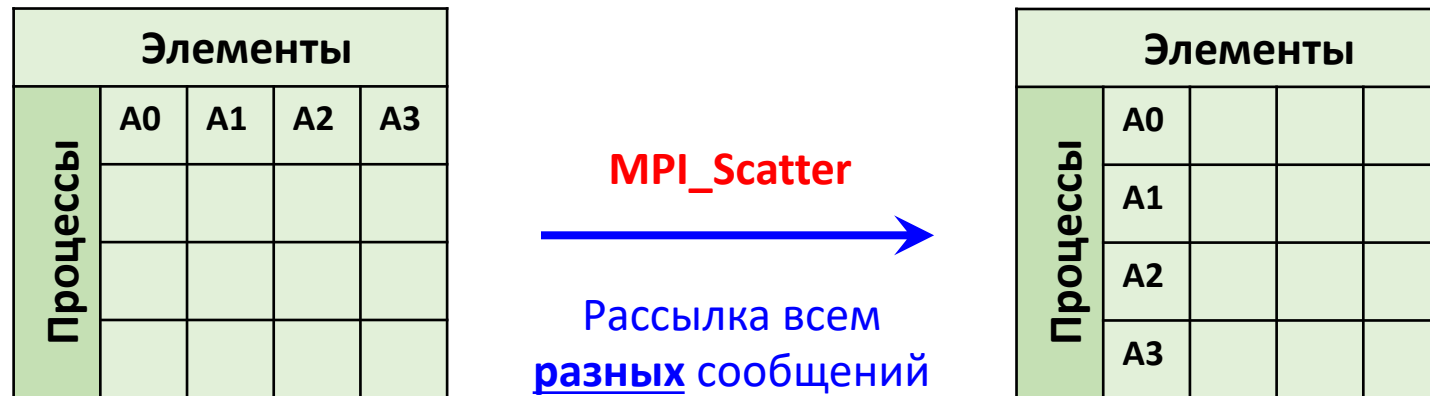 Элементы
Процессы
A0 A1 A2 A3
MPI_Scatter
Рассылка всем
разных сообщений
Элементы
Процессы
A0
A1
A2
A3